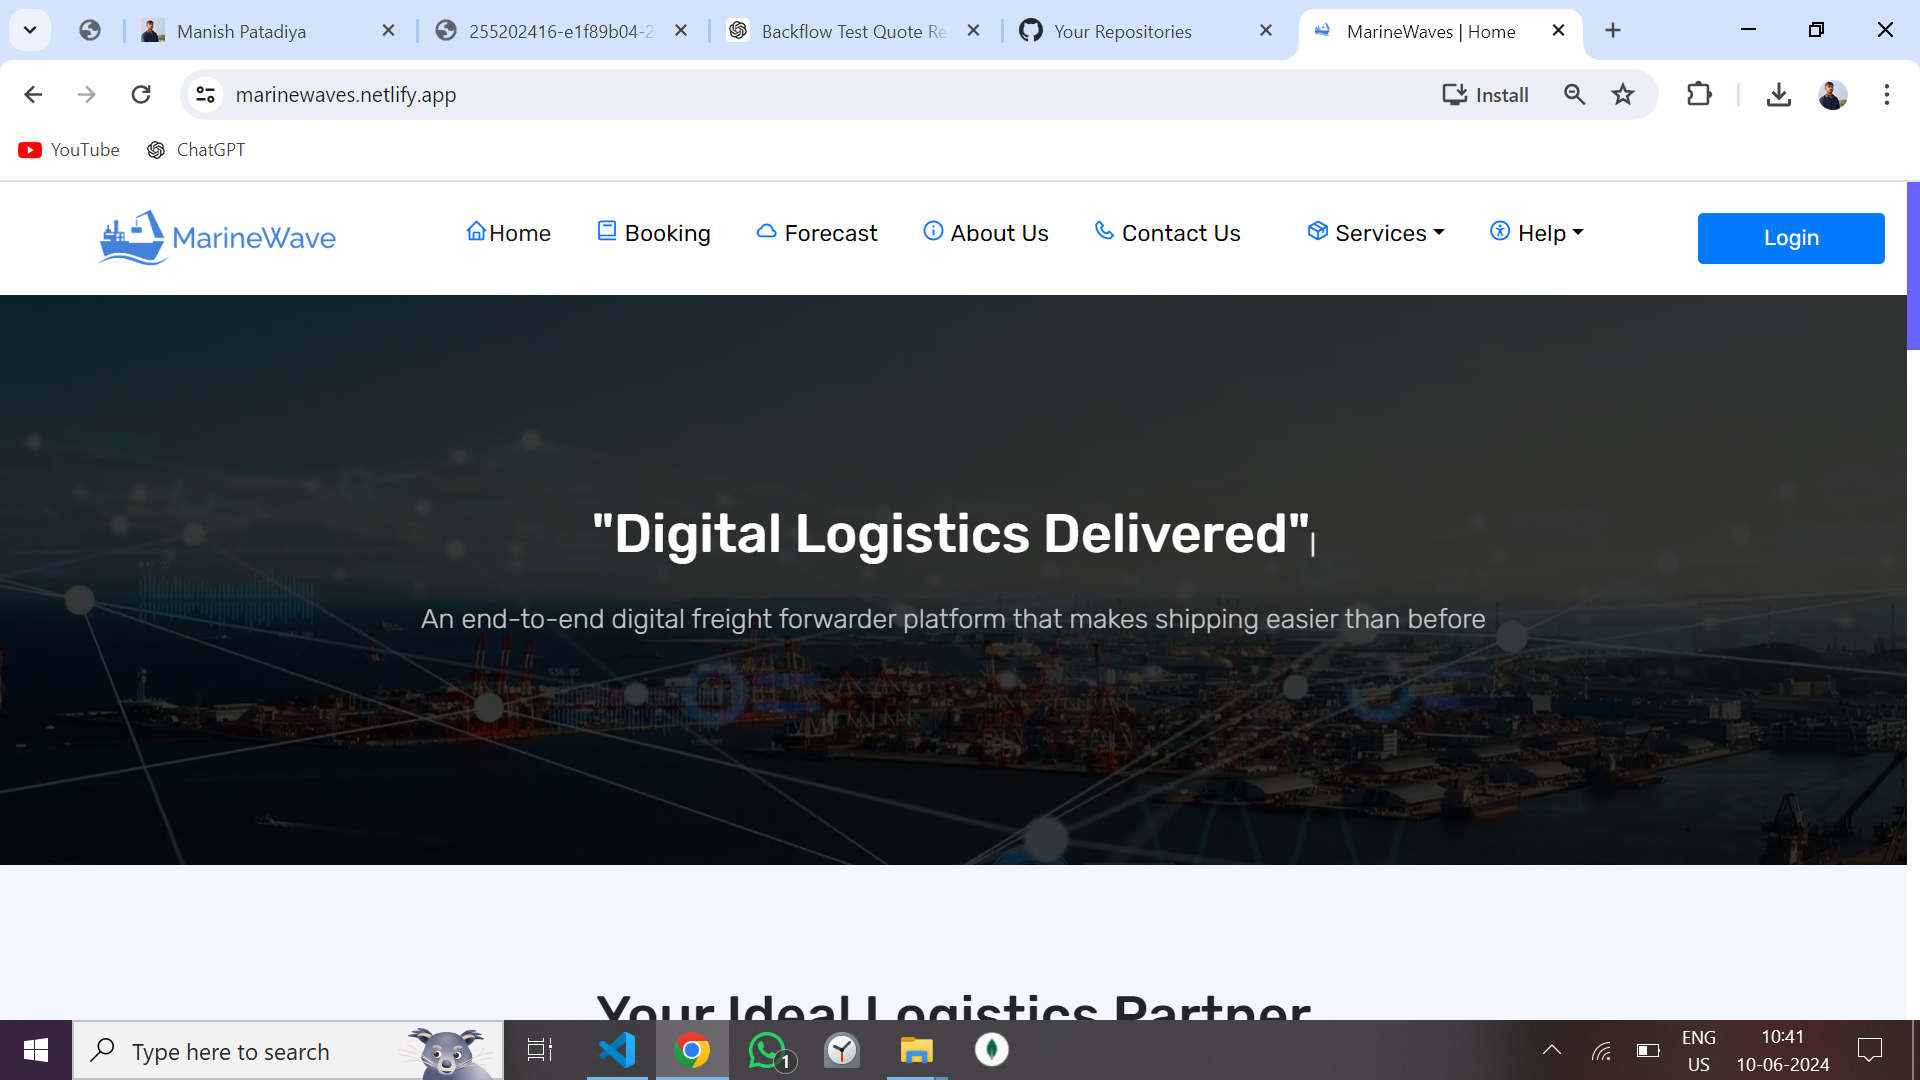 Manish Patadiya
255202416-e1f89b04-2
Backflow Test Quote Re
Your Repositories
MarineWaves | Home
marinewaves.netlify.app
Install
YouTube
ChatGPT
MarineWave
Home
Booking
Forecast
About Us
Contact Us
Services
Help
Login
"Digital Logistics Delivered"
An end-to-end digital freight forwarder platform that makes shipping easier than before
Your Ideal Logistics Partner
Type here to search
1
ENG
US
10:41
10-06-2024